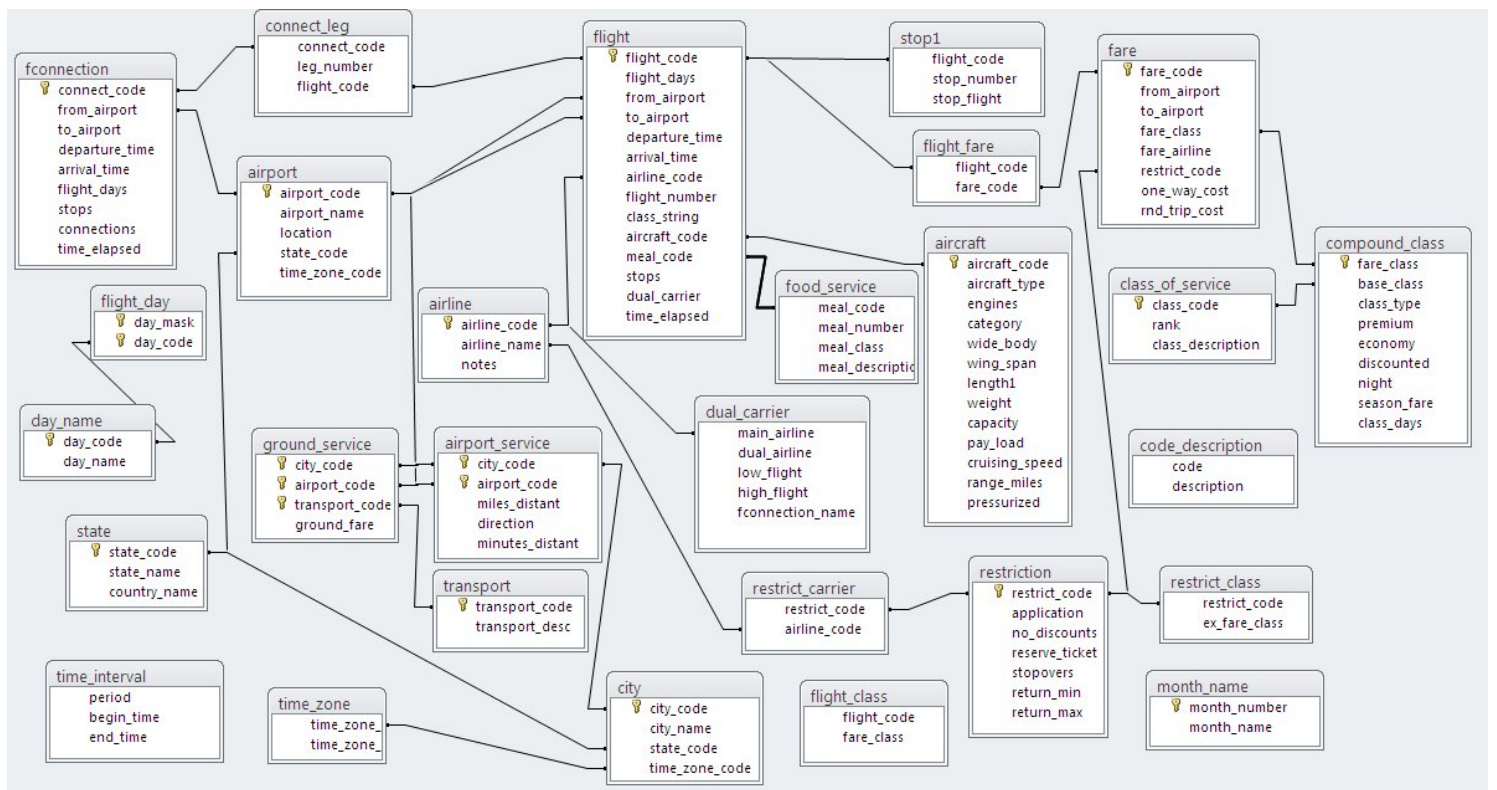 connect_leg
connect_code
leg_number
flight_code
fconnection
connect_code
from_airport
to_airport
departure_time
arrival_time
flight_days
stops
connections
time_elapsed
airport
airport_code
airport_name
location
state_code
time_zone_code
flight
flight_code
flight_days
from_airport
to_airport
departure_time
arrival_time
airline_code
flight_number
class_string
aircraft_code
meal_code
stops
dual_carrier
time_elapsed
stop1
flight_code
stop_number
stop_flight
flight_fare
flight_code
fare_code
fare
fare_code
from_airport
to_airport
fare_class
fare_airline
restrict_code
one_way_cost
rnd_trip_cost
aircraft
aircraft_code
aircraft_type
engines
category
wide_body
wing_span
length1
weight
capacity
pay_load
cruising_speed
range_miles
pressurized
compound_class
fare_class
base_class
class_type
premium
economy
discounted
night
season_fare
class_days
class_of_service
class_code
rank
class_description
food_service
meal_code
meal_number
meal_class
meal_descriptic
flight_day
day_mask
day_code
airline
airline_code
airline_name
notes
day_name
day_code
day_name
ground_service
city_code
airport_code
transport_code
ground_fare
airport_service
city_code
airport_code
miles_distant
direction
minutes_distant
dual_carrier
main_airline
dual_airline
low_flight
high_flight
fconnection_name
code_description
code
description
state
state_code
state_name
country_name
transport
transport_code
transport_desc
restrict_carrier
restrict_code
airline_code
restriction
restrict_code
application
no_discounts
reserve_ticket
stopovers
return_min
return_max
restrict_class
restrict_code
ex_fare_class
time_interval
period
begin_time
end_time
time_zone
time_zone_
time_zone_
city
city_code
city_name
state_code
time_zone_code
flight_class
flight_code
fare_class
month_name
month_number
month_name